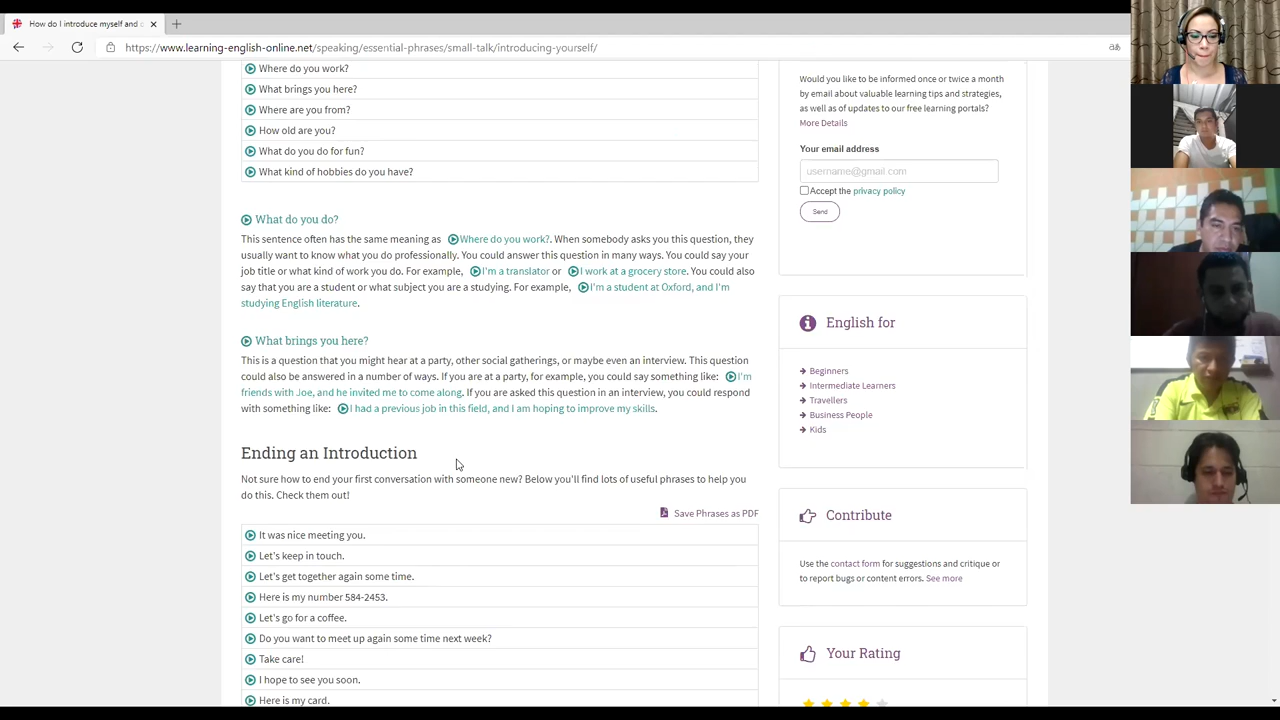 How do I introduce myself and
https://www.learning-english-online.net/speaking/essential-phrases/small-talk/introducing-yourself/
Where do you work?
What brings you here?
Where are you from?
How old are you?
What do you do for fun?
What kind of hobbies do you have?
What do you do?
This sentence often has the same meaning as Where do you work?. When somebody asks you this question, they
usually want to know what you do professionally. You could answer this question in many ways. You could say your
job title or what kind of work you do. For example, I'm a translator or I work at a grocery store. You could also
say that you are a student or what subject you are a studying. For example, I'm a student at Oxford, and I'm
studying English literature.
What brings you here?
This is a question that you might hear at a party, other social gatherings, or maybe even an interview. This question
could also be answered in a number of ways. If you are at a party, for example, you could say something like: I'm
friends with Joe, and he invited me to come along. If you are asked this question in an interview, you could respond
with something like: I had a previous job in this field, and I am hoping to improve my skills.
Ending an Introduction
Not sure how to end your first conversation with someone new? Below you'll find lots of useful phrases to help you
do this. Check them out!
Save Phrases as PDF
It was nice meeting you.
Let's keep in touch.
Let's get together again some time.
Here is my number 584-2453.
Let's go for a coffee.
Do you want to meet up again some time next week?
Take care!
I hope to see you soon.
Here is my card.
Would you like to be informed once or twice a month
by email about valuable learning tips and strategies,
as well as of updates to our free learning portals?
More Details
Your email address
username@gmail.com
Accept the privacy policy
Send
English for
Beginners
Intermediate Learners
Travellers
Business People
Kids
Contribute
Use the contact form for suggestions and critique or
to report bugs or content errors. See more
Your Rating